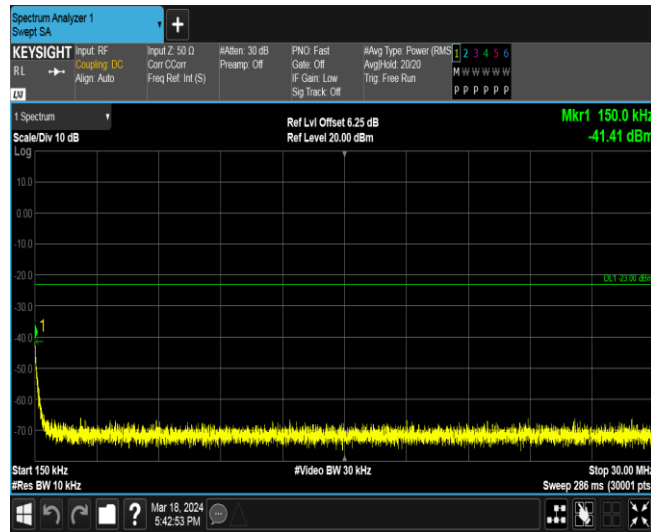 Spectrum Analyzer 1
Swept SA
+
KEYSIGHT
RL
LXI
Input: RF
Coupling: DC
Align: Auto
Input Z: 50 Ω
Corr CCorr
Freq Ref: Int (S)
#Atten: 30 dB
Preamp: Off
PNO: Fast
Gate: Off
IF Gain: Low
Sig Track: Off
#Avg Type: Power (RMS
Avg|Hold: 20/20
Trig: Free Run
1 2 3 4 5 6
M W W W W W
P P P P P P
1 Spectrum
Scale/Div 10 dB
Log
Ref Lvl Offset 6.25 dB
Ref Level 20.00 dBm
Mkr1 150.0 kHz
-41.41 dBm
10.0
0.00
-10.0
-20.0
DL1 -23.00 dBm
-30.0
1
-40.0
-50.0
-60.0
-70.0
Start 150 kHz
#Video BW 30 kHz
Stop 30.00 MHz
#Res BW 10 kHz
Sweep 286 ms (30001 pts
?
Mar 18, 2024
5:42:53 PM